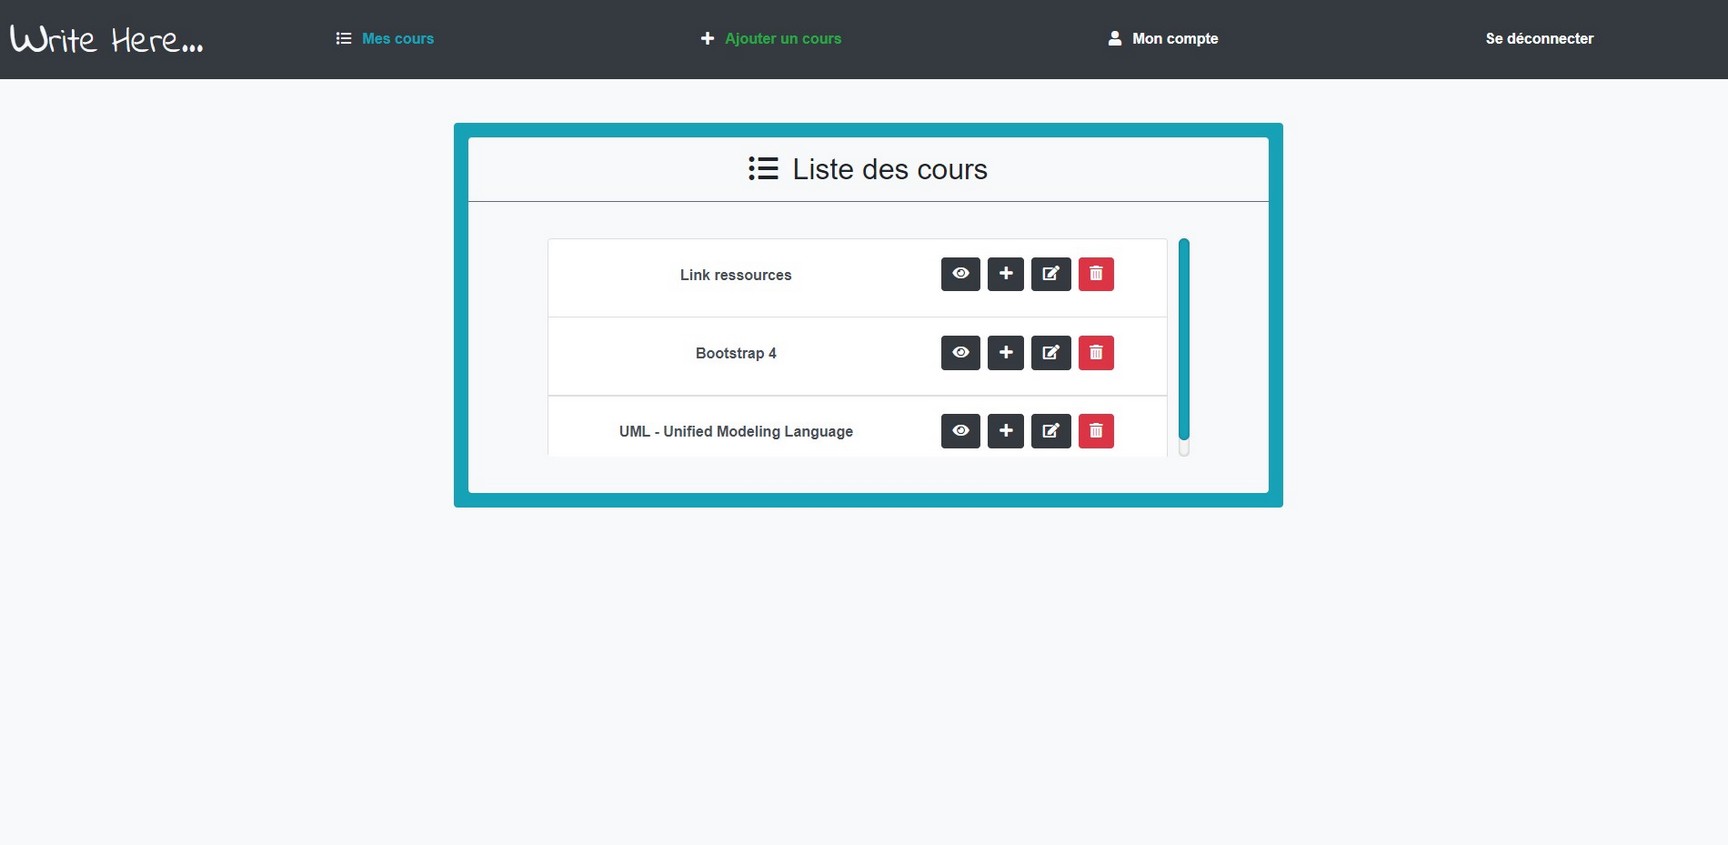 Write Here...
Mes cours
Ajouter un cours
Mon compte
Se déconnecter
Liste des cours
Link ressources
Bootstrap 4
UML - Unified Modeling Language